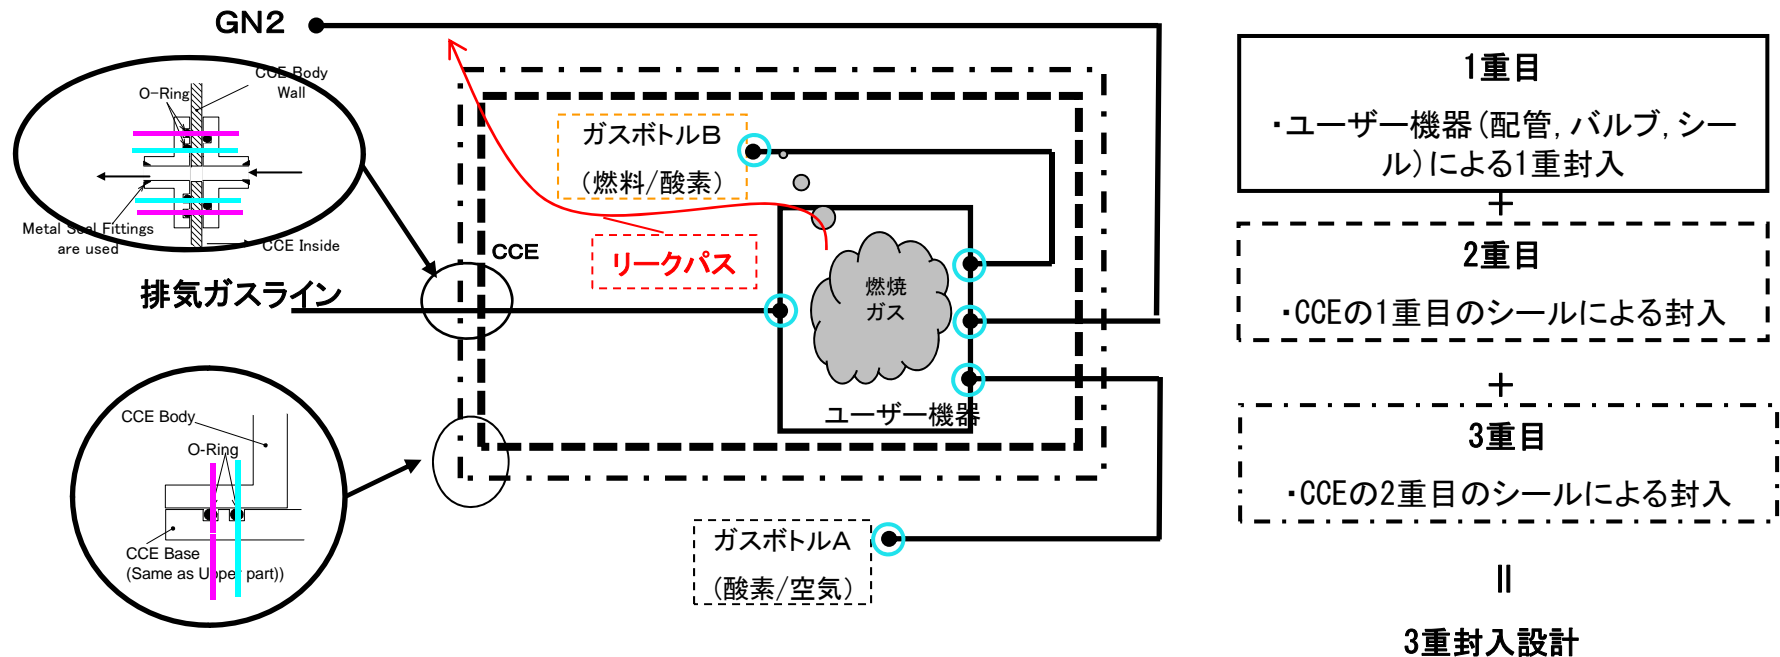 GN2
CCE Body
Wall
O-Ring
Metal Seal Fittings
are used
CCE Inside
排気ガスライン
CCE
ガスボトルB
(燃料/酸素)
リークパス
燃焼
ガス
ユーザー機器
CCE Body
O-Ring
CCE Base
(Same as Upper part))
ガスボトルA
(酸素/空気)
1重目
・ユーザー機器(配管, バルブ, シー
ル)による1重封入
+
2重目
・CCEの1重目のシールによる封入
+
3重目
・CCEの2重目のシールによる封入
=
3重封入設計